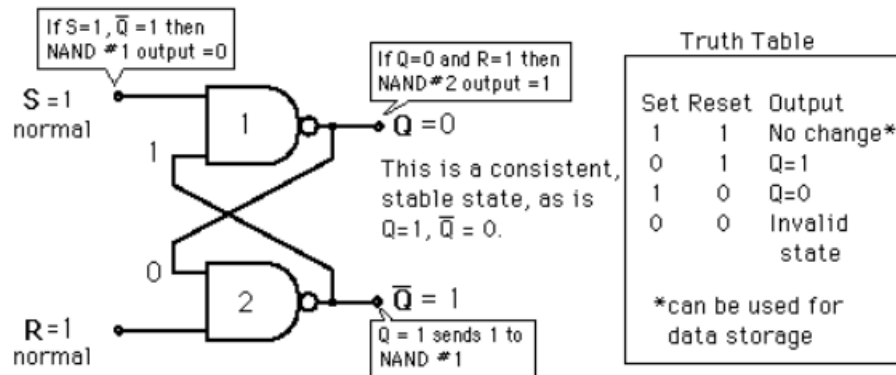 If S=1, Q̅ =1 then
NAND #1 output =0
S =1
normal
1
1
If Q=0 and R=1 then
NAND#2 output =1
Q =0
This is a consistent,
stable state, as is
Q=1, Q̅ = 0.
0
2
R=1
normal
Q̅ = 1
Q = 1 sends 1 to
NAND #1
Truth Table
Set Reset Output
1 1 No change*
0 1 Q=1
1 0 Q=0
0 0 Invalid
state
*can be used for
data storage